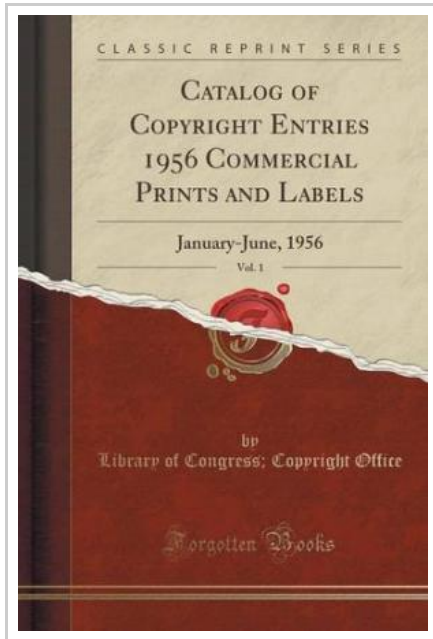 CLASSIC REPRINT SERIES
CATALOG OF
COPYRIGHT ENTRIES
1956 COMMERCIAL
PRINTS AND LABELS
January-June, 1956
Vol. 1
by
Library of Congress; Copyright Office
Forgotten Books